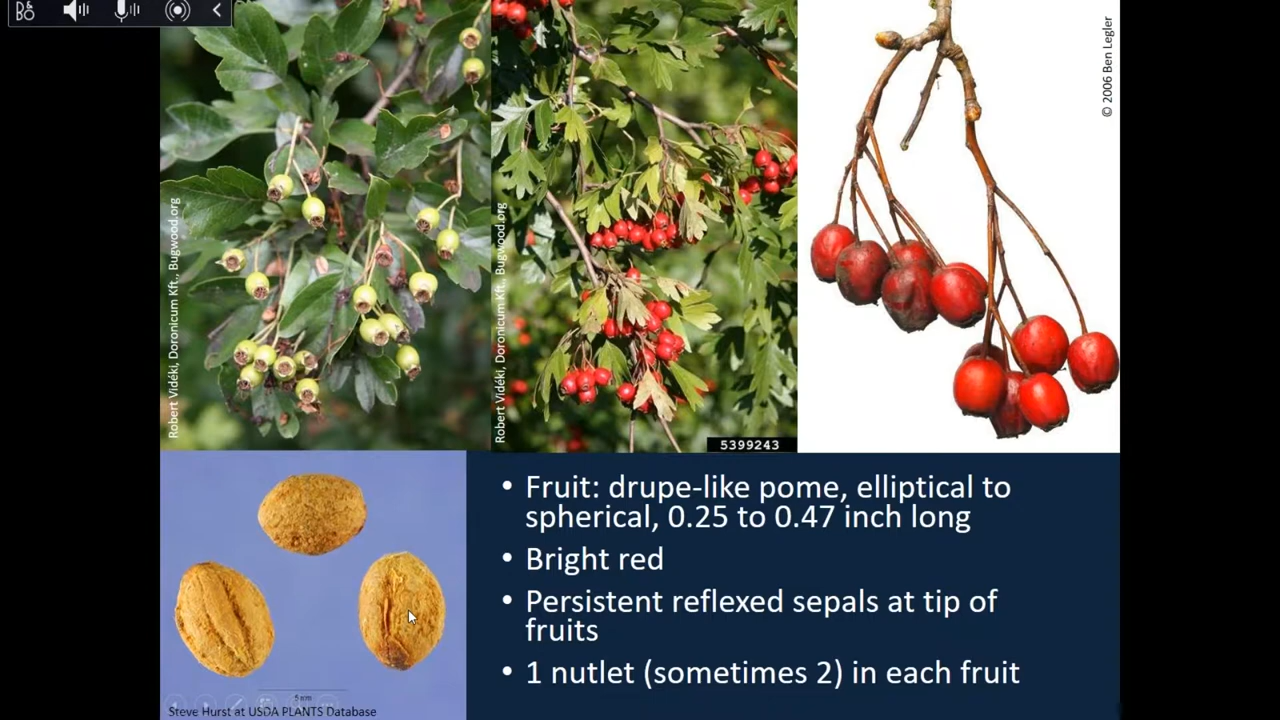 Robert Vidéki, Doronicum Kft., Bugwood.org
Robert Vidéki, Doronicum Kft., Bugwood.org
5399243
© 2006 Ben Legler
• Fruit: drupe-like pome, elliptical to
spherical, 0.25 to 0.47 inch long
• Bright red
• Persistent reflexed sepals at tip of
fruits
• 1 nutlet (sometimes 2) in each fruit
5 mm
Steve Hurst at USDA PLANTS Database